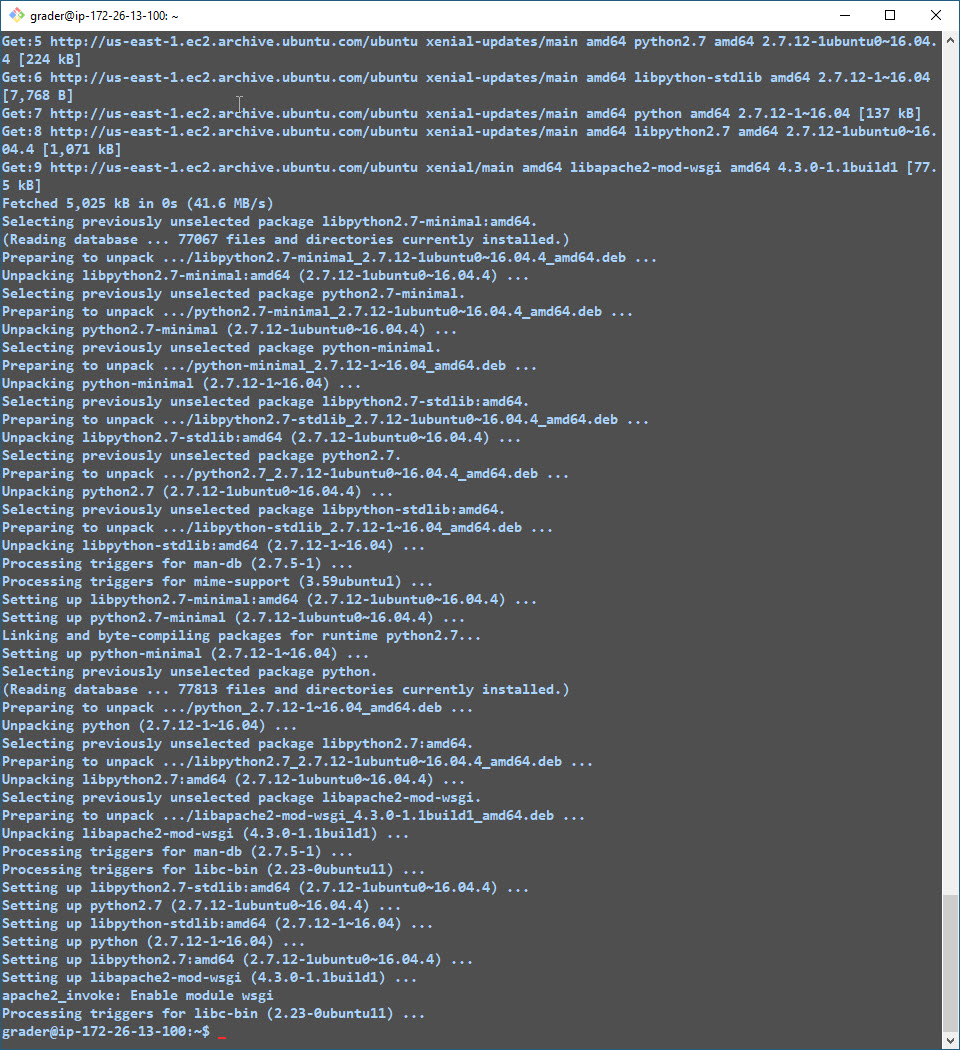 grader@ip-172-26-13-100: ~
Get:5 http://us-east-1.ec2.archive.ubuntu.com/ubuntu xenial-updates/main amd64 python2.7 amd64 2.7.12-1ubuntu0~16.04.
4 [224 kB]
Get:6 http://us-east-1.ec2.archive.ubuntu.com/ubuntu xenial-updates/main amd64 libpython-stdlib amd64 2.7.12-1~16.04
[7,768 B]
Get:7 http://us-east-1.ec2.archive.ubuntu.com/ubuntu xenial-updates/main amd64 python amd64 2.7.12-1~16.04 [137 kB]
Get:8 http://us-east-1.ec2.archive.ubuntu.com/ubuntu xenial-updates/main amd64 libpython2.7 amd64 2.7.12-1ubuntu0~16.
04.4 [1,071 kB]
Get:9 http://us-east-1.ec2.archive.ubuntu.com/ubuntu xenial/main amd64 libapache2-mod-wsgi amd64 4.3.0-1.1build1 [77.
5 kB]
Fetched 5,025 kB in 0s (41.6 MB/s)
Selecting previously unselected package libpython2.7-minimal:amd64.
(Reading database ... 77067 files and directories currently installed.)
Preparing to unpack .../libpython2.7-minimal_2.7.12-1ubuntu0~16.04.4_amd64.deb ...
Unpacking libpython2.7-minimal:amd64 (2.7.12-1ubuntu0~16.04.4) ...
Selecting previously unselected package python2.7-minimal.
Preparing to unpack .../python2.7-minimal_2.7.12-1ubuntu0~16.04.4_amd64.deb ...
Unpacking python2.7-minimal (2.7.12-1ubuntu0~16.04.4) ...
Selecting previously unselected package python-minimal.
Preparing to unpack .../python-minimal_2.7.12-1~16.04_amd64.deb ...
Unpacking python-minimal (2.7.12-1~16.04) ...
Selecting previously unselected package libpython2.7-stdlib:amd64.
Preparing to unpack .../libpython2.7-stdlib_2.7.12-1ubuntu0~16.04.4_amd64.deb ...
Unpacking libpython2.7-stdlib:amd64 (2.7.12-1ubuntu0~16.04.4) ...
Selecting previously unselected package python2.7.
Preparing to unpack .../python2.7_2.7.12-1ubuntu0~16.04.4_amd64.deb ...
Unpacking python2.7 (2.7.12-1ubuntu0~16.04.4) ...
Selecting previously unselected package libpython-stdlib:amd64.
Preparing to unpack .../libpython-stdlib_2.7.12-1~16.04_amd64.deb ...
Unpacking libpython-stdlib:amd64 (2.7.12-1~16.04) ...
Processing triggers for man-db (2.7.5-1) ...
Processing triggers for mime-support (3.59ubuntu1) ...
Setting up libpython2.7-minimal:amd64 (2.7.12-1ubuntu0~16.04.4) ...
Setting up python2.7-minimal (2.7.12-1ubuntu0~16.04.4) ...
Linking and byte-compiling packages for runtime python2.7...
Setting up python-minimal (2.7.12-1~16.04) ...
Selecting previously unselected package python.
(Reading database ... 77813 files and directories currently installed.)
Preparing to unpack .../python_2.7.12-1~16.04_amd64.deb ...
Unpacking python (2.7.12-1~16.04) ...
Selecting previously unselected package libpython2.7:amd64.
Preparing to unpack .../libpython2.7_2.7.12-1ubuntu0~16.04.4_amd64.deb ...
Unpacking libpython2.7:amd64 (2.7.12-1ubuntu0~16.04.4) ...
Selecting previously unselected package libapache2-mod-wsgi.
Preparing to unpack .../libapache2-mod-wsgi_4.3.0-1.1build1_amd64.deb ...
Unpacking libapache2-mod-wsgi (4.3.0-1.1build1) ...
Processing triggers for man-db (2.7.5-1) ...
Processing triggers for libc-bin (2.23-0ubuntu11) ...
Setting up libpython2.7-stdlib:amd64 (2.7.12-1ubuntu0~16.04.4) ...
Setting up python2.7 (2.7.12-1ubuntu0~16.04.4) ...
Setting up libpython-stdlib:amd64 (2.7.12-1~16.04) ...
Setting up python (2.7.12-1~16.04) ...
Setting up libpython2.7:amd64 (2.7.12-1ubuntu0~16.04.4) ...
Setting up libapache2-mod-wsgi (4.3.0-1.1build1) ...
apache2_invoke: Enable module wsgi
Processing triggers for libc-bin (2.23-0ubuntu11) ...
grader@ip-172-26-13-100:~$ _